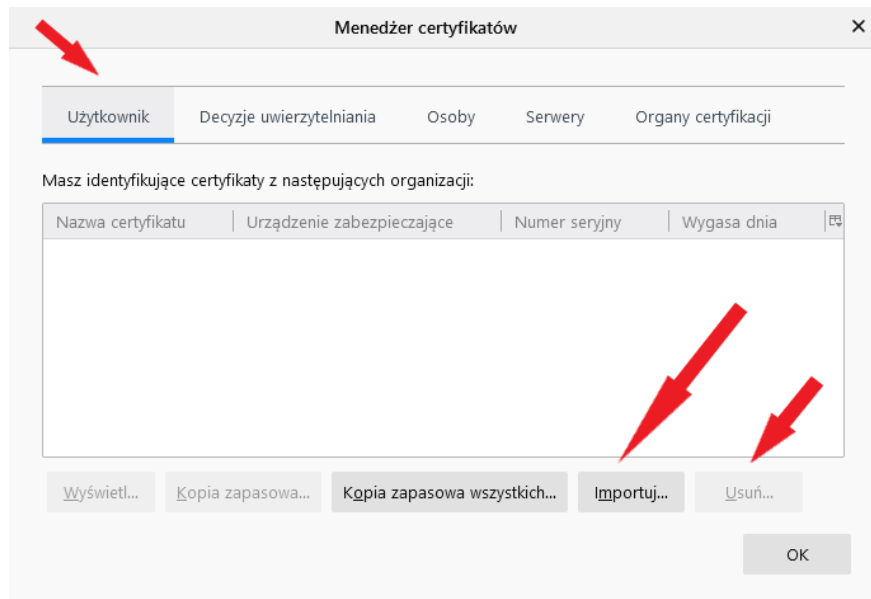 Menedżer certyfikatów
Użytkownik Decyzje uwierzytelniania Osoby Serwery Organy certyfikacji
Masz identyfikujące certyfikaty z następujących organizacji:
Nazwa certyfikatu Urządzenie zabezpieczające Numer seryjny Wygasa dnia
Wyświetl... Kopia zapasowa... Kopia zapasowa wszystkich... Importuj... Usuń...
OK